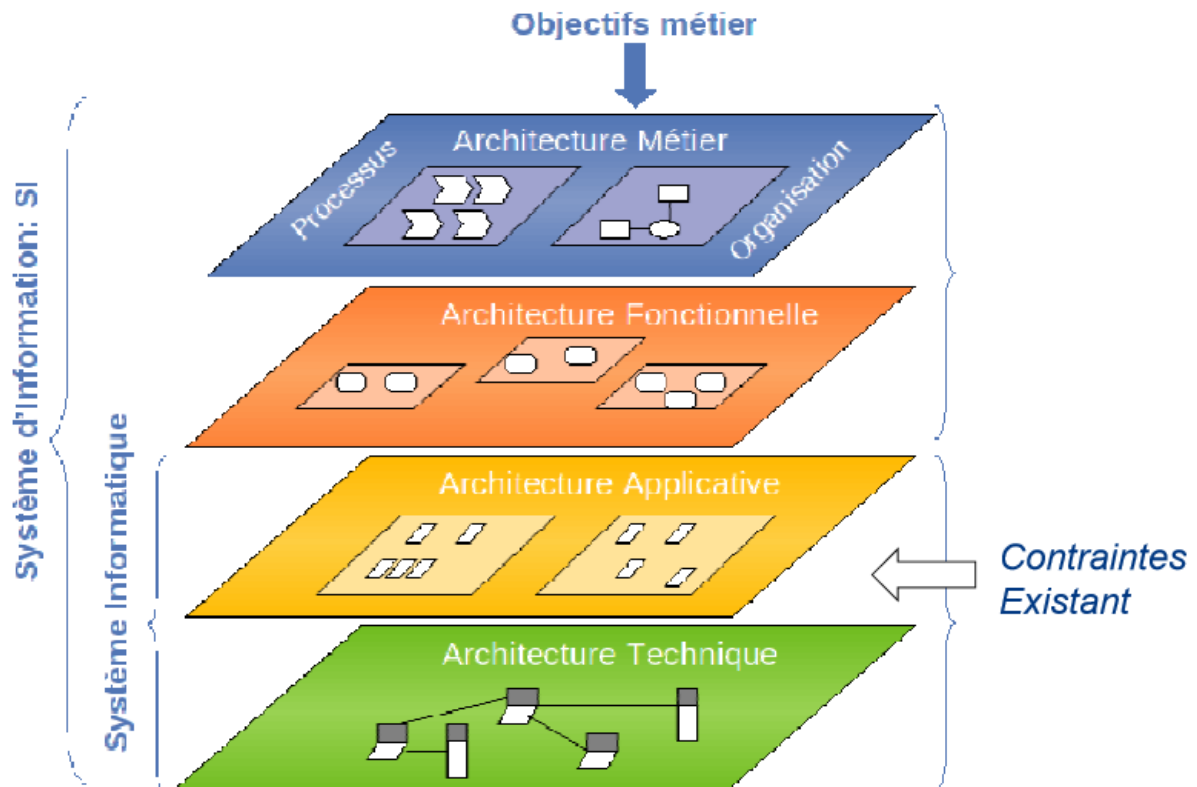 Objectifs métier
Architecture Métier
Processus
Organisation
Système d'Information: SI
Architecture Fonctionnelle
Système Informatique
Architecture Applicative
Contraintes
Existant
Architecture Technique